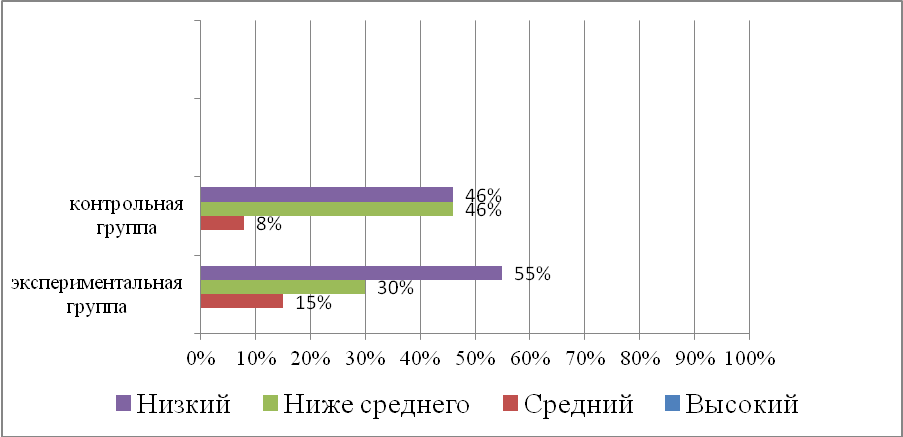 контрольная
группа
46%
46%
8%
экспериментальная
группа
55%
30%
15%
0% 10% 20% 30% 40% 50% 60% 70% 80% 90% 100%
Низкий Ниже среднего Средний Высокий